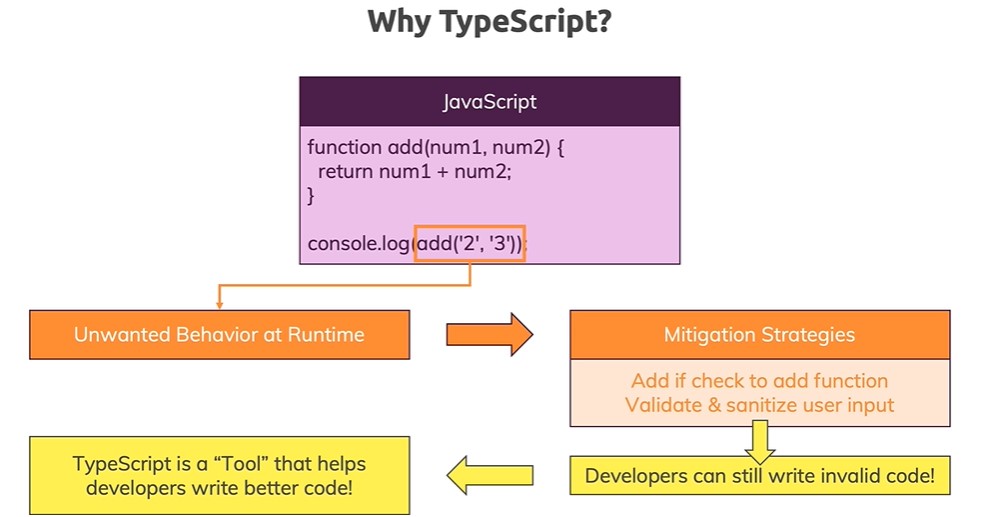 Why TypeScript?
JavaScript
function add(num1, num2) {
return num1 + num2;
}
console.log(add('2', '3'));
Unwanted Behavior at Runtime
Mitigation Strategies
Add if check to add function
Validate & sanitize user input
TypeScript is a “Tool” that helps
developers write better code!
Developers can still write invalid code!